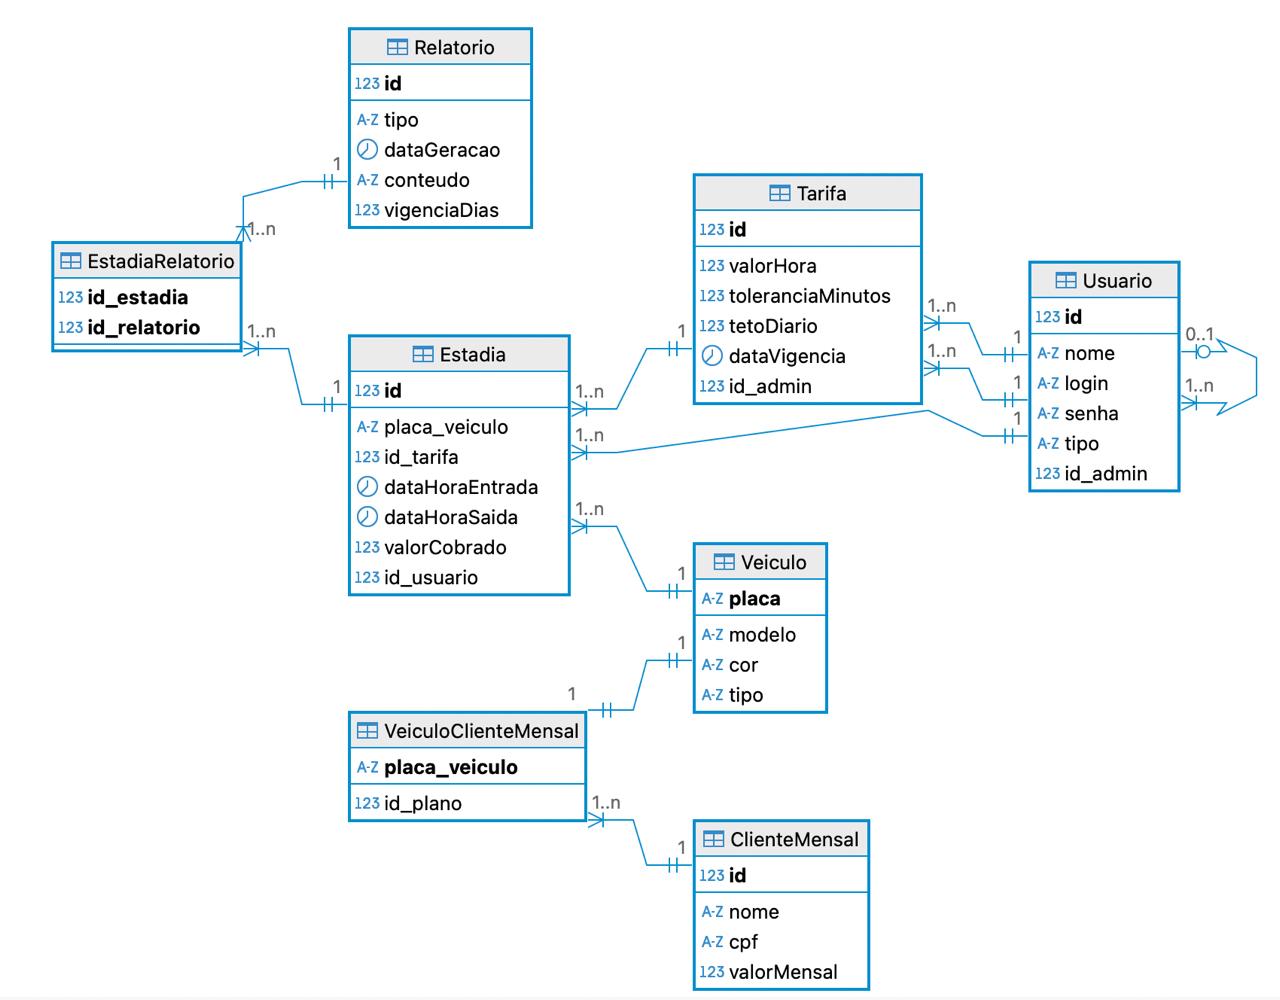 Relatorio
123 id
A-Z tipo
dataGeracao
A-Z conteudo
123 vigenciaDias
1
1..n
EstadiaRelatorio
123 id_estadia
123 id_relatorio
1..n
1
Estadia
123 id
A-Z placa_veiculo
123 id_tarifa
dataHoraEntrada
dataHoraSaida
123 valorCobrado
123 id_usuario
1..n
1..n
1..n
1
Tarifa
123 id
123 valorHora
123 toleranciaMinutos
123 tetoDiario
dataVigencia
123 id_admin
1..n
1..n
1
1
1
Usuario
123 id
A-Z nome
A-Z login
A-Z senha
A-Z tipo
123 id_admin
0..1
1..n
1
1
Veiculo
A-Z placa
A-Z modelo
A-Z cor
A-Z tipo
1
VeiculoClienteMensal
A-Z placa_veiculo
123 id_plano
1..n
1
ClienteMensal
123 id
A-Z nome
A-Z cpf
123 valorMensal